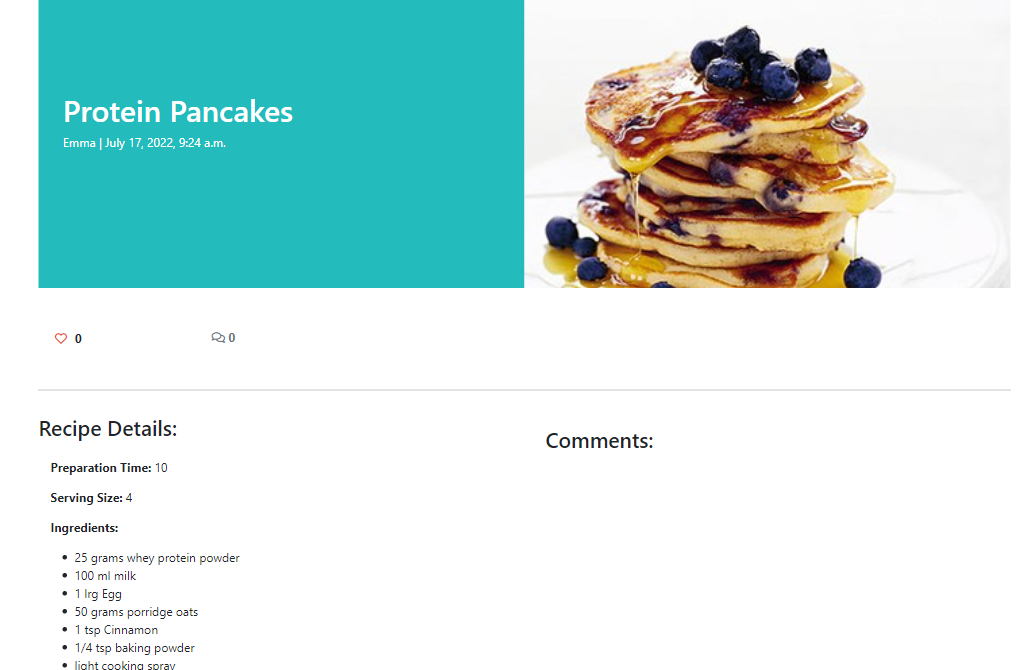 Protein Pancakes
Emma | July 17, 2022, 9:24 a.m.
0
0
Recipe Details:
Preparation Time: 10
Serving Size: 4
Ingredients:
25 grams whey protein powder
100 ml milk
1 lrg Egg
50 grams porridge oats
1 tsp Cinnamon
1/4 tsp baking powder
light cooking spray
Comments: